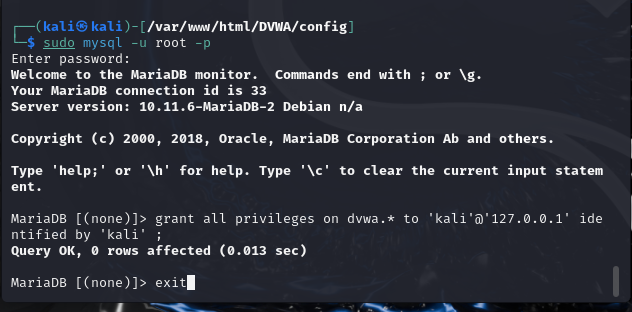 ┌──(kali㉿kali)-[/var/www/html/DVWA/config]
└─$ sudo mysql -u root -p
Enter password:
Welcome to the MariaDB monitor.  Commands end with ; or \g.
Your MariaDB connection id is 33
Server version: 10.11.6-MariaDB-2 Debian n/a
Copyright (c) 2000, 2018, Oracle, MariaDB Corporation Ab and others.
Type 'help;' or '\h' for help. Type '\c' to clear the current input statem
ent.
MariaDB [(none)]> grant all privileges on dvwa.* to 'kali'@'127.0.0.1' ide
ntified by 'kali' ;
Query OK, 0 rows affected (0.013 sec)
MariaDB [(none)]> exit